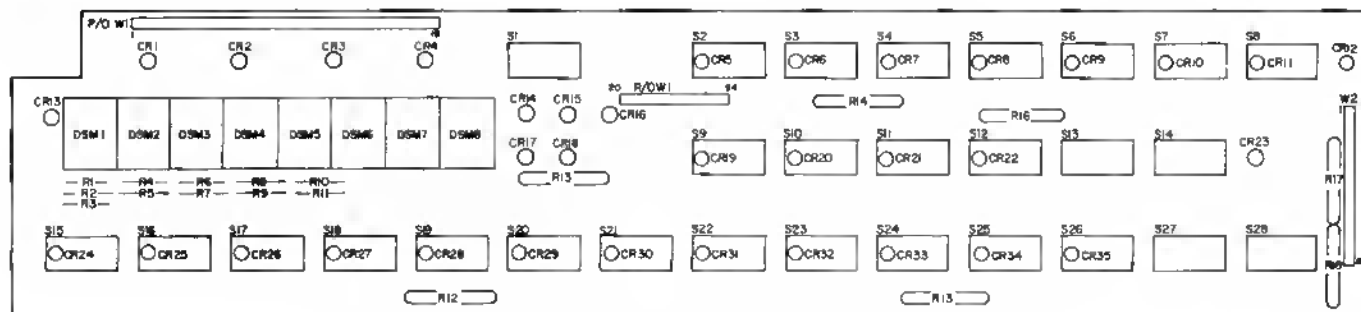 P/O W1
1
CR1 CR2 CR3 CR4
S1 S2 S3 S4 S5 S6 S7 S8
CR5 CR6 CR7 CR8 CR9 CR10 CR11
20 P/O W1 34
W2
CR13 CR14 CR15 CR16
R14 R16
DSM1 DSM2 DSM3 DSM4 DSM5 DSM6 DSM7 DSM8
S9 S10 S11 S12 S13 S14
CR17 CR18 CR19 CR20 CR21 CR22 CR23
R13
R17
R1 R4 R6 R8 R10
R2 R5 R7 R9 R11
R3
S15 S16 S17 S18 S19 S20 S21 S22 S23 S24 S25 S26 S27 S28
CR24 CR25 CR26 CR27 CR28 CR29 CR30 CR31 CR32 CR33 CR34 CR35
R12 R13